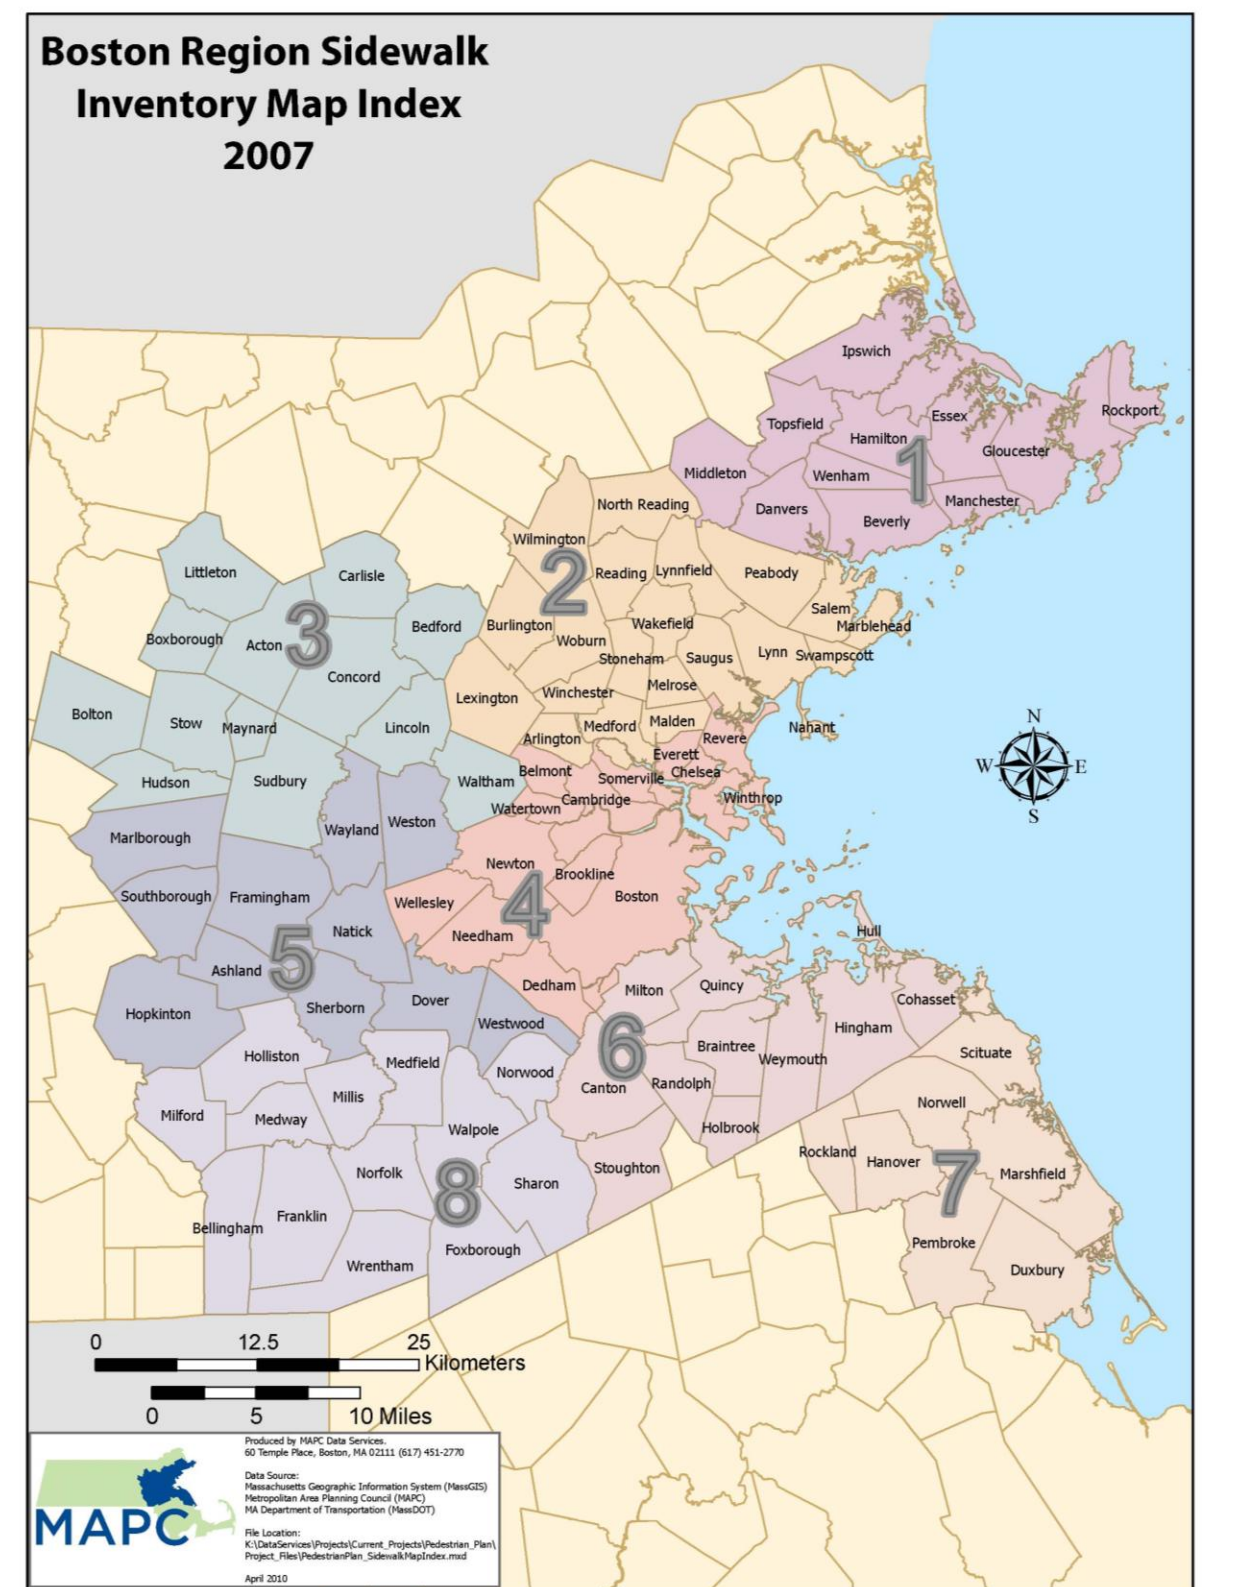 Boston Region Sidewalk
Inventory Map Index
2007
Ipswich
Rockport
Essex
Topsfield
Hamilton
Gloucester
1
Middleton
Wenham
Manchester
North Reading
Danvers
Beverly
Wilmington
Littleton
Carlisle
2
Reading
Lynnfield
Peabody
Salem
Marblehead
Boxborough
Acton
3
Bedford
Burlington
Woburn
Wakefield
Stoneham
Saugus
Lynn
Swampscott
Concord
Lexington
Winchester
Melrose
Bolton
Stow
Maynard
Lincoln
Arlington
Medford
Malden
Revere
Nahant
N
W
E
S
Everett
Hudson
Sudbury
Waltham
Belmont
Somerville
Chelsea
Watertown
Cambridge
Winthrop
Marlborough
Wayland
Weston
Newton
Brookline
Southborough
Framingham
Wellesley
4
Boston
Natick
Needham
Hull
5
Ashland
Dedham
Milton
Quincy
Cohasset
Hopkinton
Sherborn
Dover
Westwood
Hingham
Holliston
Medfield
Norwood
6
Braintree
Weymouth
Scituate
Canton
Randolph
Milford
Medway
Millis
Walpole
Holbrook
Norwell
Norfolk
8
Sharon
Stoughton
Rockland
Hanover
7
Marshfield
Bellingham
Franklin
Wrentham
Foxborough
Pembroke
Duxbury
0 12.5 25
Kilometers
0 5 10 Miles
MAPC
Produced by MAPC Data Services.
60 Temple Place, Boston, MA 02111 (617) 451-2770
Data Source:
Massachusetts Geographic Information System (MassGIS)
Metropolitan Area Planning Council (MAPC)
MA Department of Transportation (MassDOT)
File Location:
K:\DataServices\Projects\Current_Projects\Pedestrian_Plan\
Project_Files\PedestrianPlan_SidewalkMapIndex.mxd
April 2010